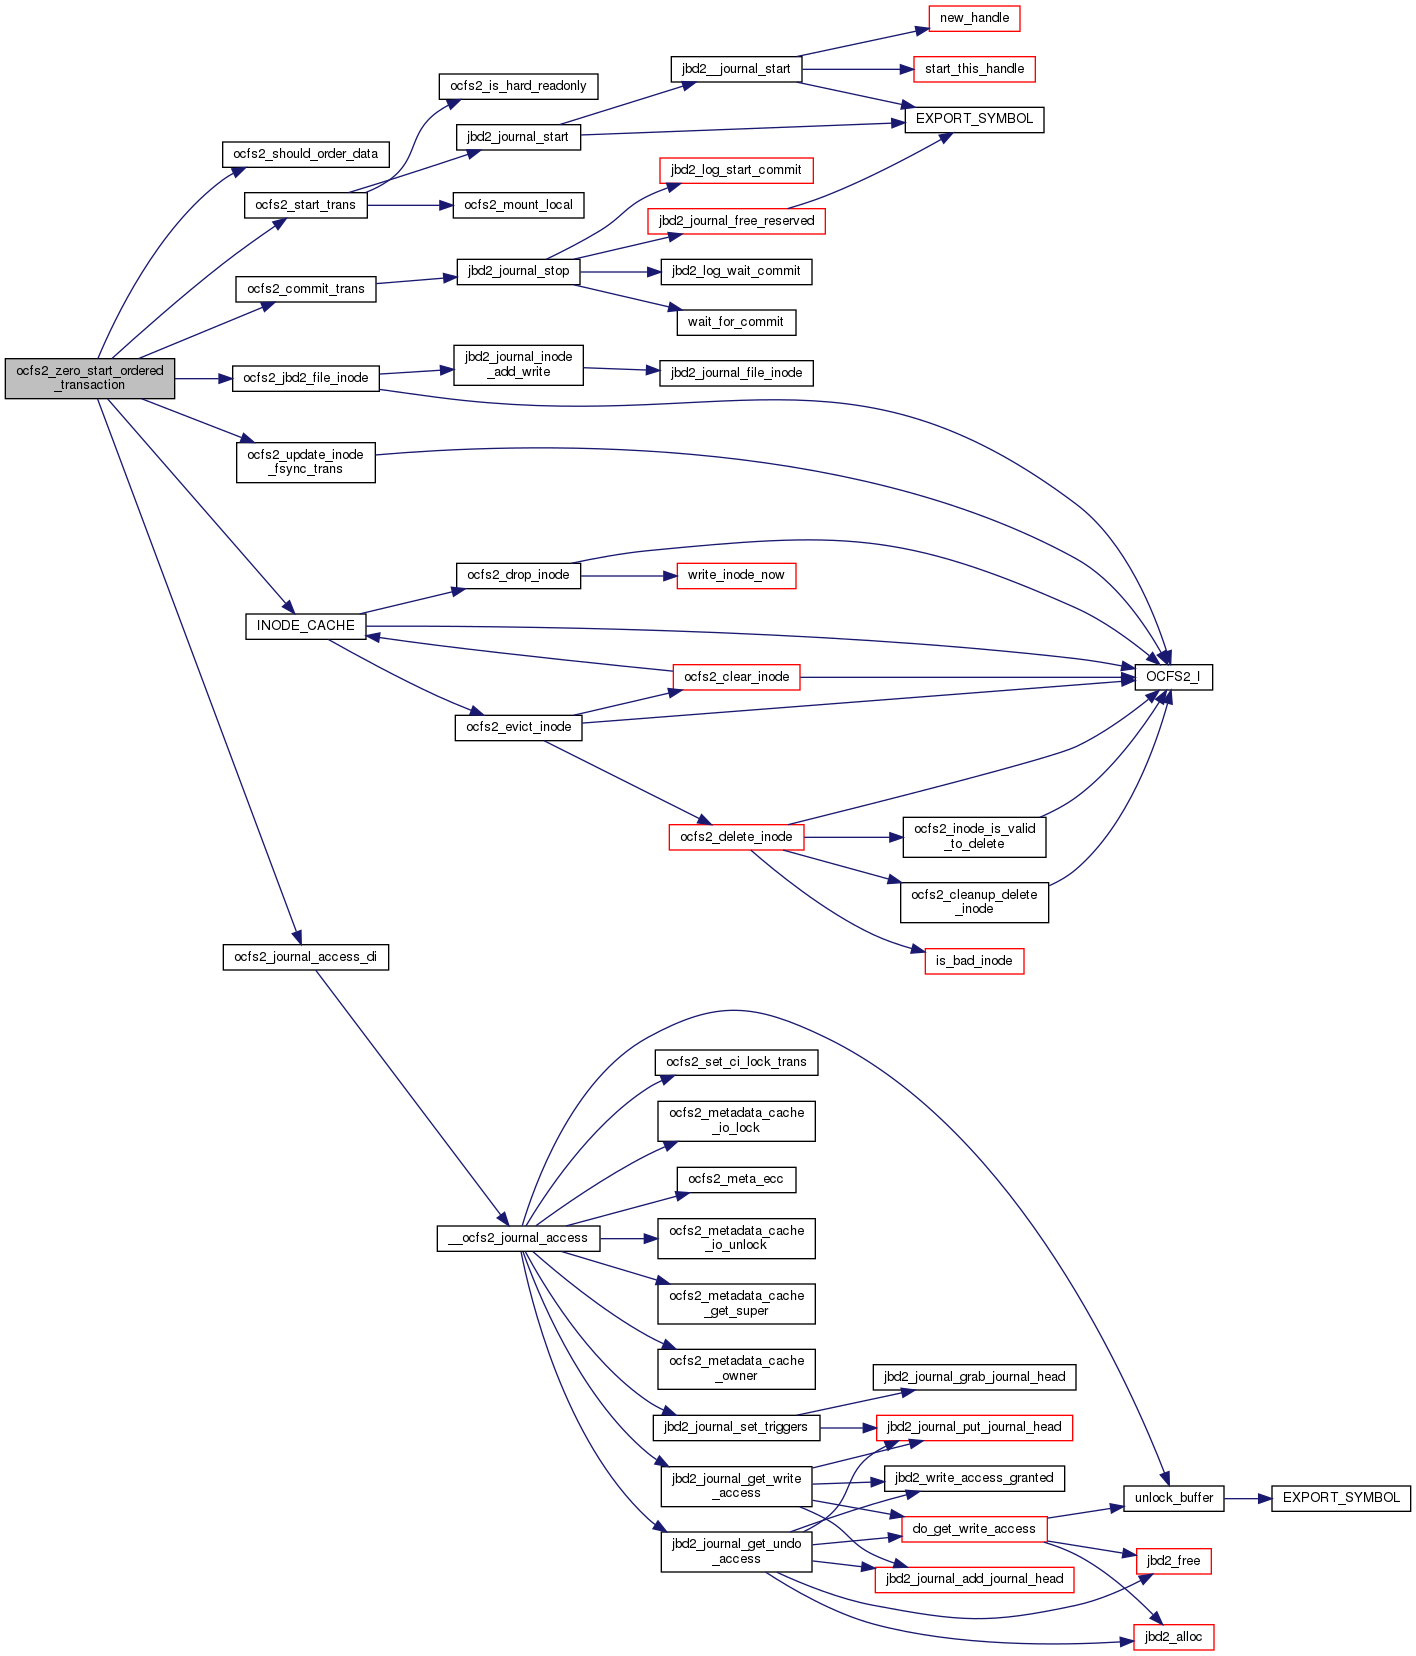 new_handle
jbd2__journal_start
start_this_handle
ocfs2_is_hard_readonly
EXPORT_SYMBOL
jbd2_journal_start
ocfs2_should_order_data
jbd2_log_start_commit
ocfs2_start_trans
ocfs2_mount_local
jbd2_journal_free_reserved
jbd2_journal_stop
jbd2_log_wait_commit
ocfs2_commit_trans
wait_for_commit
ocfs2_zero_start_ordered
_transaction
ocfs2_jbd2_file_inode
jbd2_journal_inode
_add_write
jbd2_journal_file_inode
ocfs2_update_inode
_fsync_trans
ocfs2_drop_inode
write_inode_now
INODE_CACHE
ocfs2_clear_inode
OCFS2_I
ocfs2_evict_inode
ocfs2_delete_inode
ocfs2_inode_is_valid
_to_delete
ocfs2_cleanup_delete
_inode
ocfs2_journal_access_di
is_bad_inode
ocfs2_set_ci_lock_trans
ocfs2_metadata_cache
_io_lock
ocfs2_meta_ecc
__ocfs2_journal_access
ocfs2_metadata_cache
_io_unlock
ocfs2_metadata_cache
_get_super
ocfs2_metadata_cache
_owner
jbd2_journal_grab_journal_head
jbd2_journal_set_triggers
jbd2_journal_put_journal_head
jbd2_journal_get_write
_access
jbd2_write_access_granted
unlock_buffer
EXPORT_SYMBOL
do_get_write_access
jbd2_journal_get_undo
_access
jbd2_free
jbd2_journal_add_journal_head
jbd2_alloc